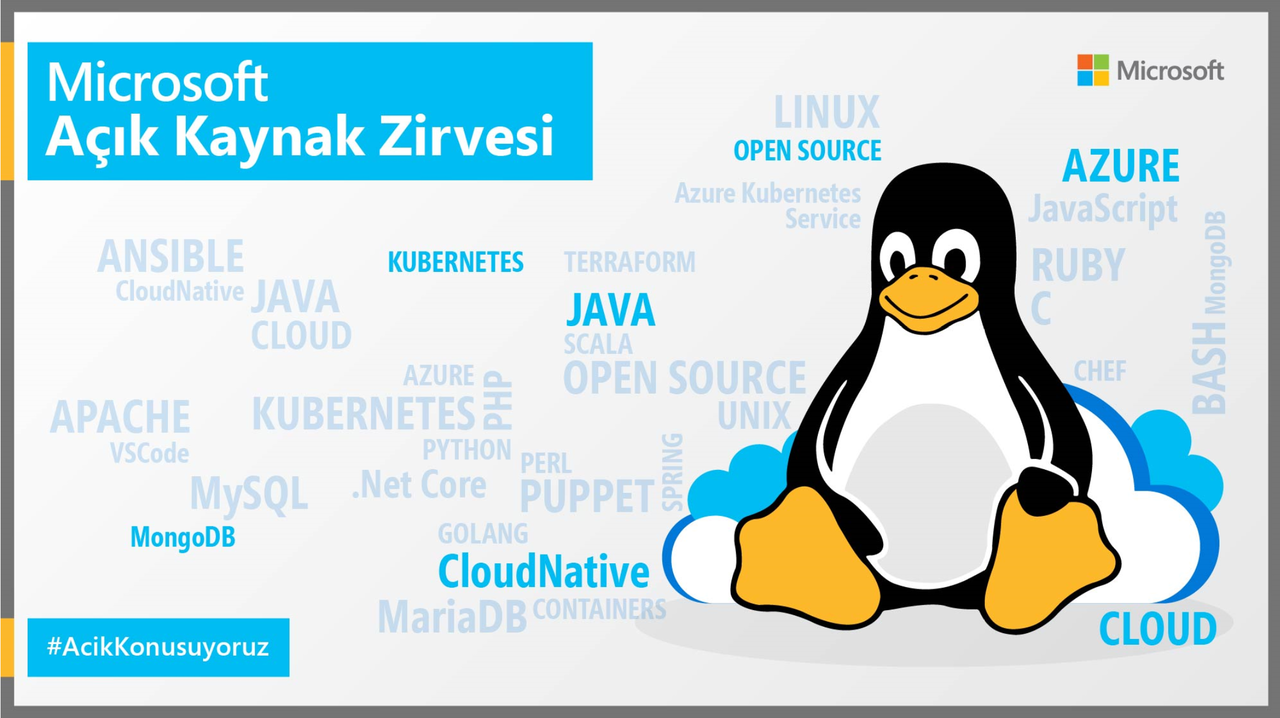 Microsoft
Açık Kaynak Zirvesi
Microsoft
LINUX
OPEN SOURCE
Azure Kubernetes
Service
AZURE
JavaScript
RUBY
C
MongoDB
BASH
CHEF
ANSIBLE
CloudNative
JAVA
CLOUD
KUBERNETES
TERRAFORM
JAVA
SCALA
OPEN SOURCE
UNIX
AZURE
PHP
KUBERNETES
PYTHON
APACHE
VSCode
MySQL
MongoDB
.Net Core
PERL
PUPPET
SPRING
GOLANG
CloudNative
MariaDB
CONTAINERS
CLOUD
#AcikKonusuyoruz